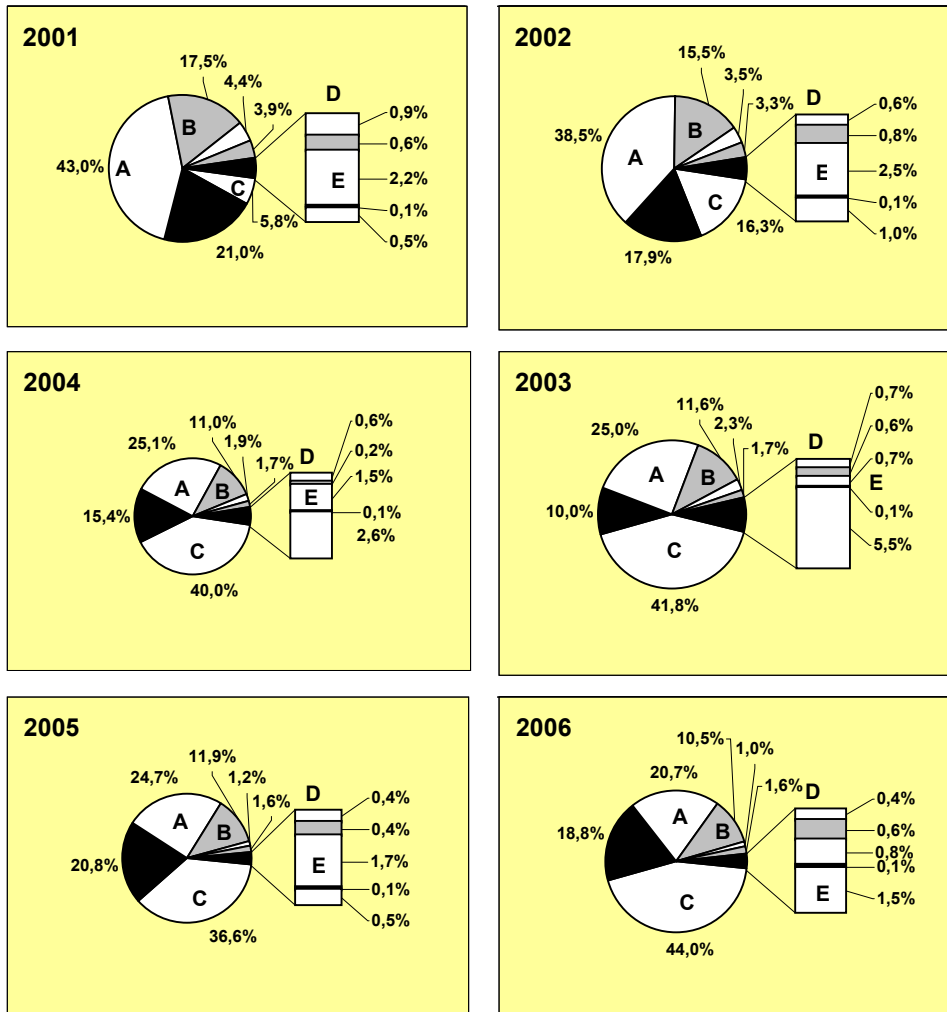 2001
17,5%
4,4%
3,9%
D
0,9%
0,6%
B
A
43,0%
E
2,2%
C
5,8%
0,1%
21,0%
0,5%
2002
15,5%
3,5%
3,3%
D
0,6%
38,5%
B
0,8%
A
E
2,5%
C
0,1%
16,3%
1,0%
17,9%
2004
11,0%
0,6%
25,1%
1,9%
D
1,7%
0,2%
A
B
E
1,5%
15,4%
0,1%
2,6%
C
40,0%
2003
0,7%
11,6%
2,3%
25,0%
D
0,6%
1,7%
A
B
0,7%
E
10,0%
0,1%
C
5,5%
41,8%
2005
11,9%
24,7%
1,2%
1,6%
D
0,4%
0,4%
A
B
20,8%
E
1,7%
C
0,1%
0,5%
36,6%
2006
10,5%
1,0%
20,7%
1,6%
D
0,4%
18,8%
A
B
0,6%
0,8%
0,1%
C
E
1,5%
44,0%